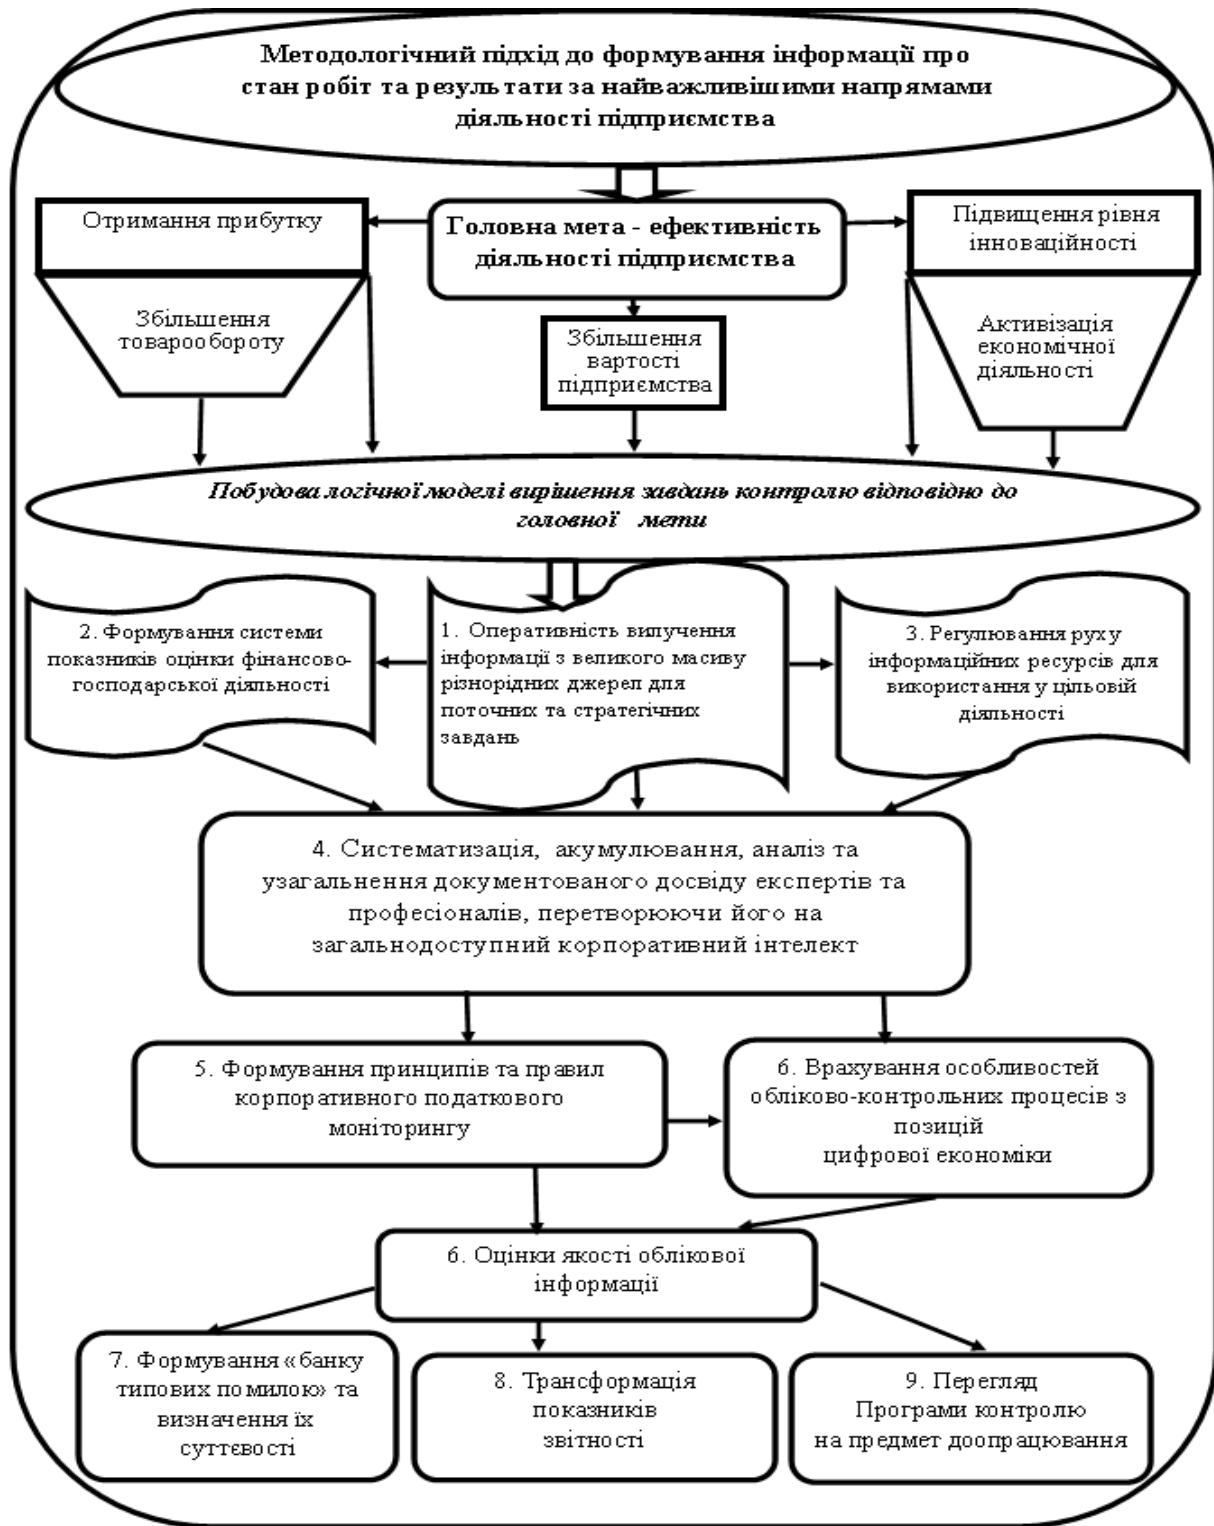 Методологічний підхід до формування інформації про
стан робіт та результати за найважливішими напрямами
діяльності підприємства
Отримання прибутку
Головна мета - ефективність
діяльності підприємства
Підвищення рівня
інноваційності
Збільшення
товарообороту
Збільшення
вартості
підприємства
Активізація
економічної
діяльності
Побудова логічної моделі вирішення завдань контролю відповідно до
головної мети
2. Формування системи
показників оцінки фінансово-
господарської діяльності
1. Оперативність вилучення
інформації з великого масиву
різнорідних джерел для
поточних та стратегічних
завдань
3. Регулювання руху
інформаційних ресурсів для
використання у цільовій
діяльності
4. Систематизація, акумулювання, аналіз та
узагальнення документованого досвіду експертів та
професіоналів, перетворюючи його на
загальнодоступний корпоративний інтелект
5. Формування принципів та правил
корпоративного податкового
моніторингу
6. Врахування особливостей
обліково-контрольних процесів з
позицій
цифрової економіки
6. Оцінки якості облікової
інформації
7. Формування «банку
типових помилою» та
визначення їх
суттєвості
8. Трансформація
показників
звітності
9. Перегляд
Програми контролю
на предмет доопрацювання